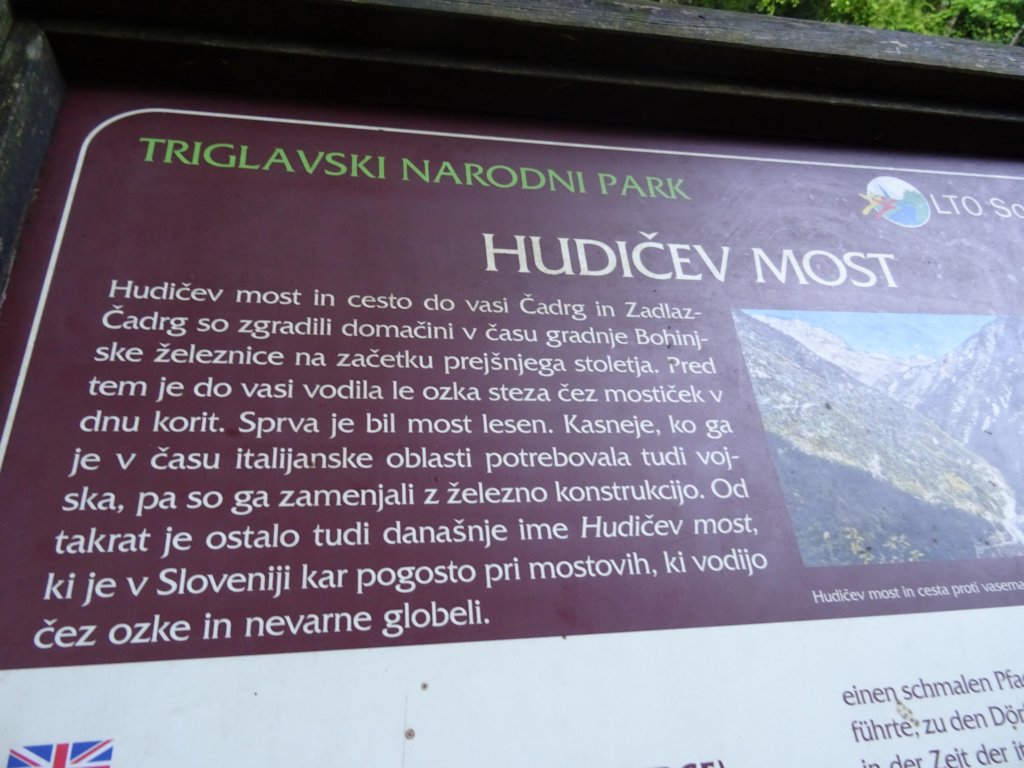 TRIGLAVSKI NARODNI PARK
LTO
HUDIČEV MOST
Hudičev most in cesto do vasi Čadrg in Zadlaz-
Čadrg so zgradili domačini v času gradnje Bohinj-
ske železnice na začetku prejšnjega stoletja. Pred
tem je do vasi vodila le ozka steza čez mostiček v
dnu korit. Sprva je bil most lesen. Kasneje, ko ga
je v času italijanske oblasti potrebovala tudi voj-
ska, pa so ga zamenjali z železno konstrukcijo. Od
takrat je ostalo tudi današnje ime Hudičev most,
ki je v Sloveniji kar pogosto pri mostovih, ki vodijo
čez ozke in nevarne globeli.
Hudičev most in cesta proti
einen schmalen
führte, zu den
in der Zeit der